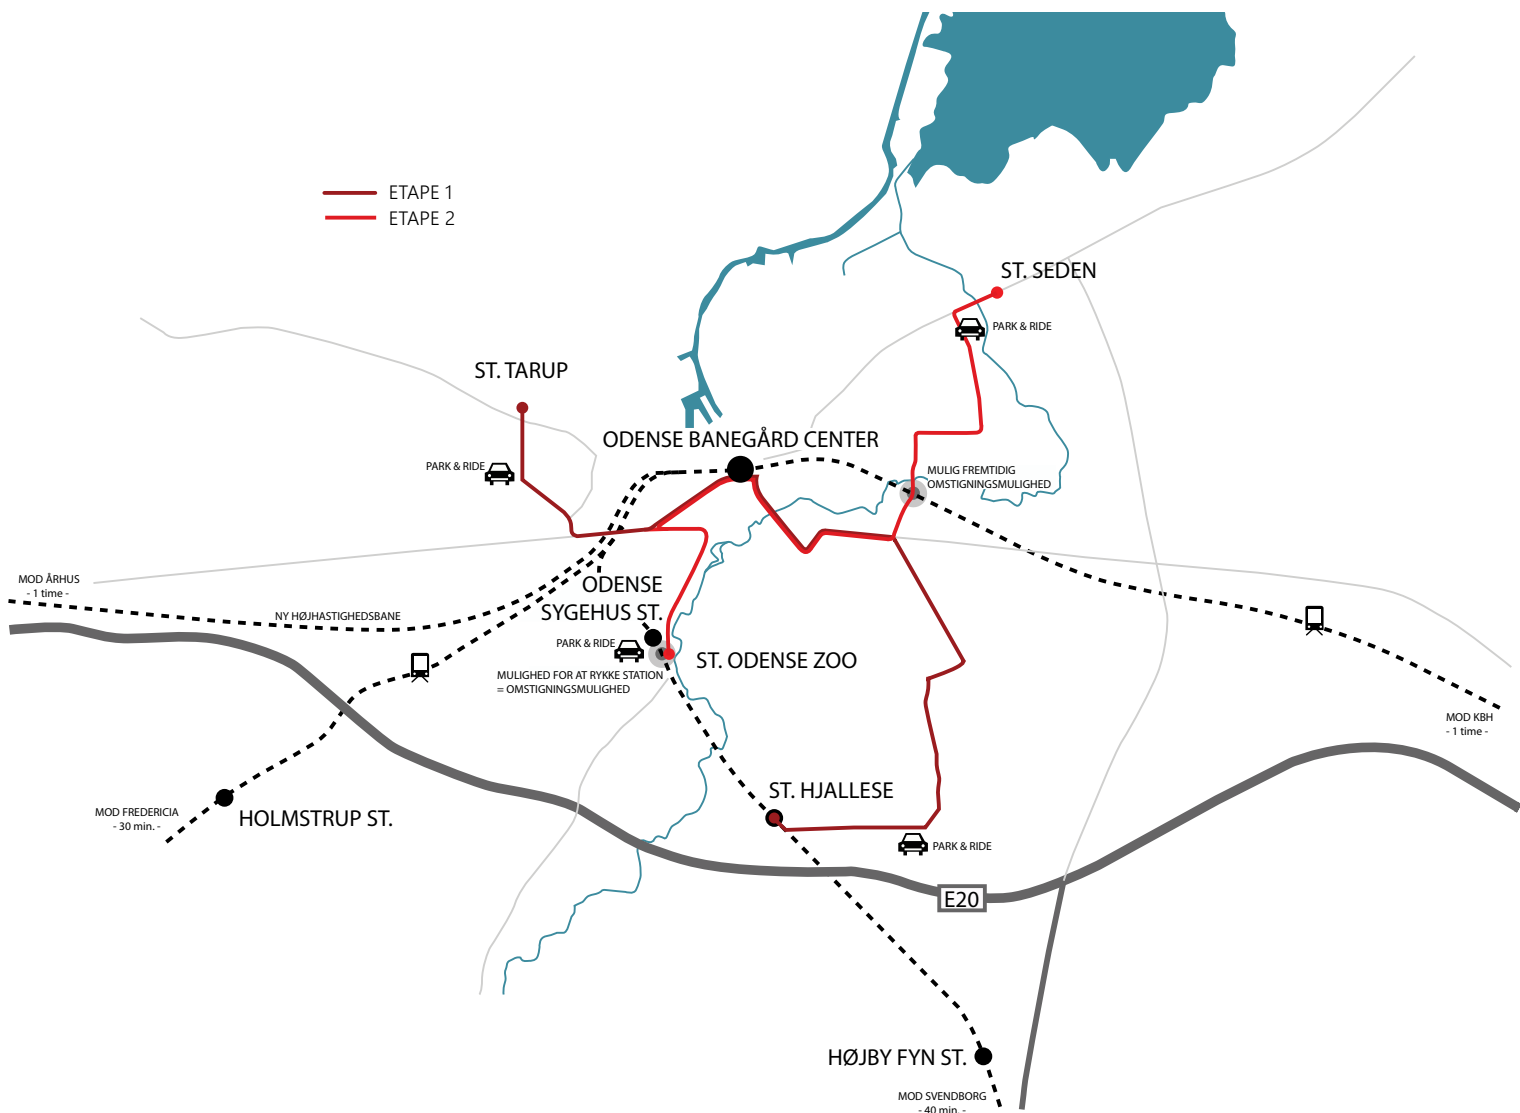 ETAPE 1
ETAPE 2
ST. SEDEN
PARK & RIDE
ST. TARUP
ODENSE BANEGÅRD CENTER
PARK & RIDE
MULIG FREMTIDIG
OMSTIGNINGSMULIGHED
MOD ÅRHUS
- 1 time -
NY HØJHASTIGHEDSBANE
ODENSE
SYGEHUS ST.
PARK & RIDE
ST. ODENSE ZOO
MULIGHED FOR AT RYKKE STATION
= OMSTIGNINGSMULIGHED
MOD KBH
- 1 time -
ST. HJALLESE
MOD FREDERICIA
- 30 min. -
HOLMSTRUP ST.
PARK & RIDE
E20
HØJBY FYN ST.
MOD SVENDBORG
- 40 min. -